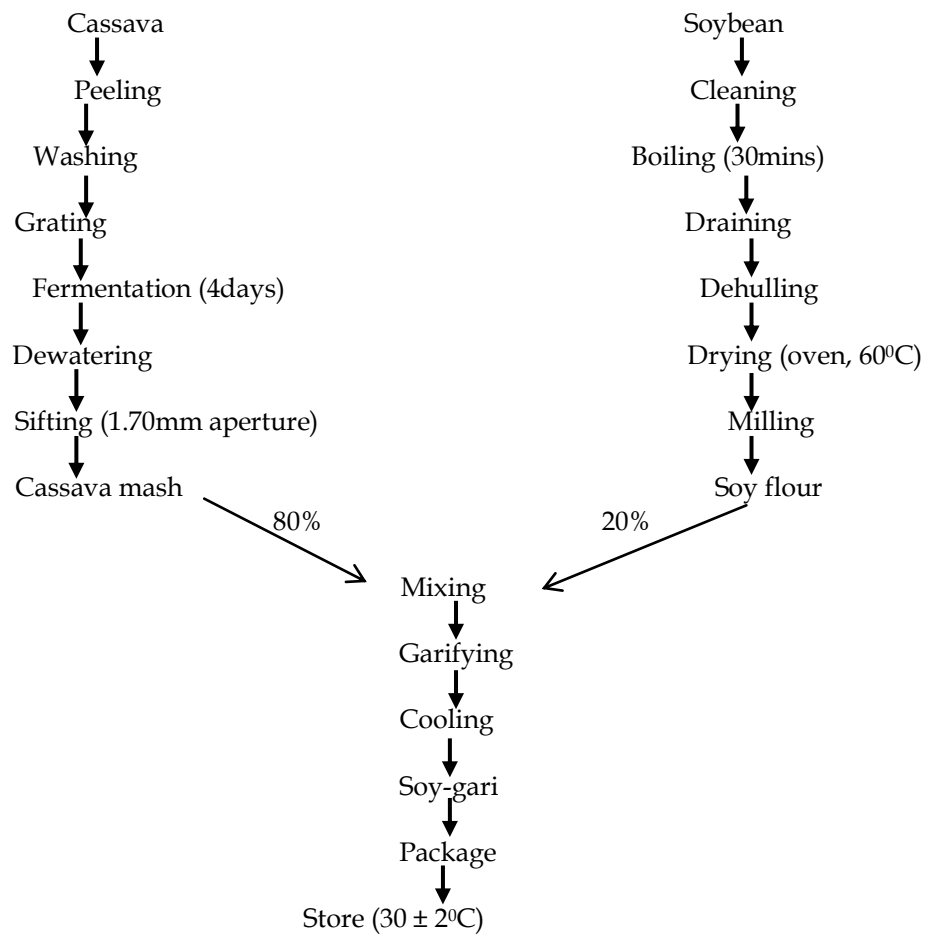 Cassava
Peeling
Washing
Grating
Fermentation (4days)
Dewatering
Sifting (1.70mm aperture)
Cassava mash
80%
Soybean
Cleaning
Boiling (30mins)
Draining
Dehulling
Drying (oven, 60⁰C)
Milling
Soy flour
20%
Mixing
Garifying
Cooling
Soy-gari
Package
Store (30 ± 2⁰C)